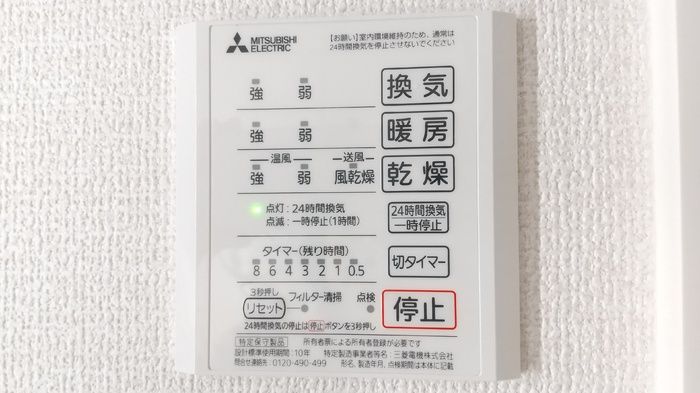 MITSUBISHI
ELECTRIC
【お願い】室内環境維持のため、通常は
24時間換気を停止させないでください
強 弱 換気
強 弱 暖房
温風 送風
強 弱 風乾燥 乾燥
点灯:24時間換気
点滅:一時停止(1時間)
24時間換気
一時停止
タイマー(残り時間)
8 6 4 3 2 1 0.5
切タイマー
3秒押し
リセット フィルター清掃 点検
停止
24時間換気の停止は停止ボタンを3秒押し
特定保守製品 所有者票による所有者登録が必要です
設計標準使用期間:10年 特定製造事業者等名:三菱電機株式会社
問合せ連絡先:0120-490-499 形名、製造年月、点検期間は本体に記載